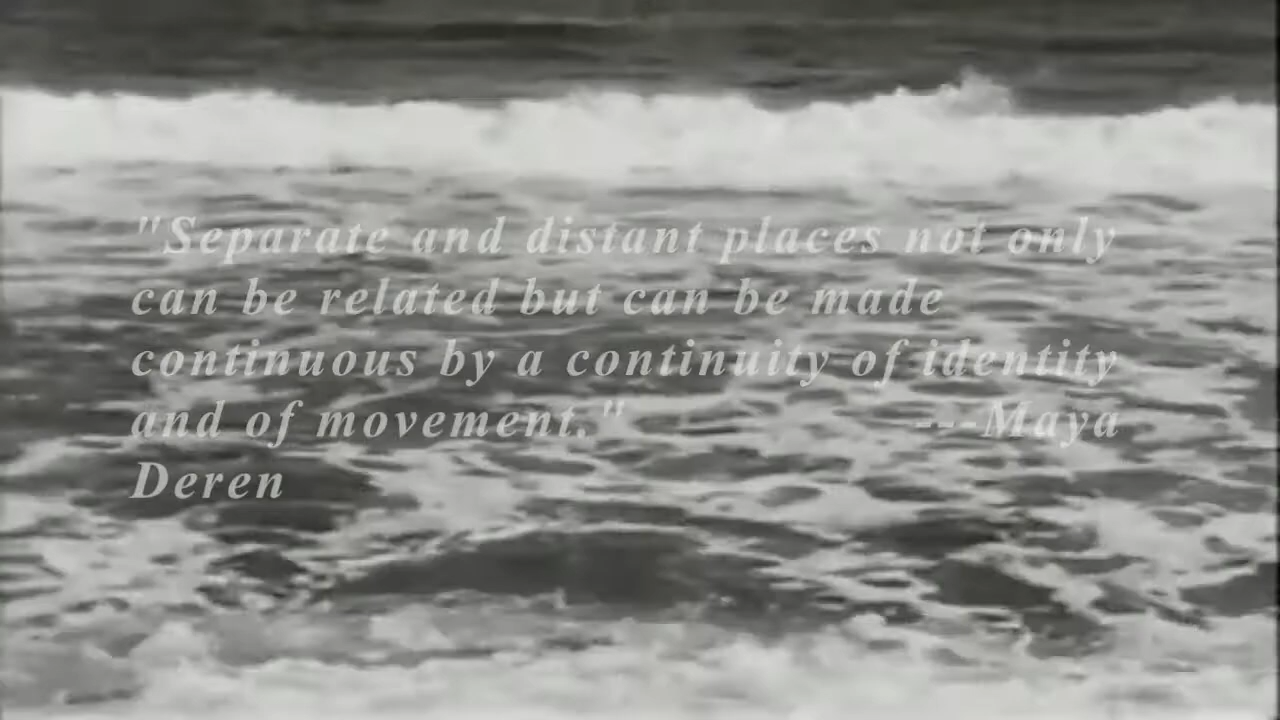 "Separate and distant places not only
can be related but can be made
continuous by a continuity of identity
and of movement." ---Maya
Deren